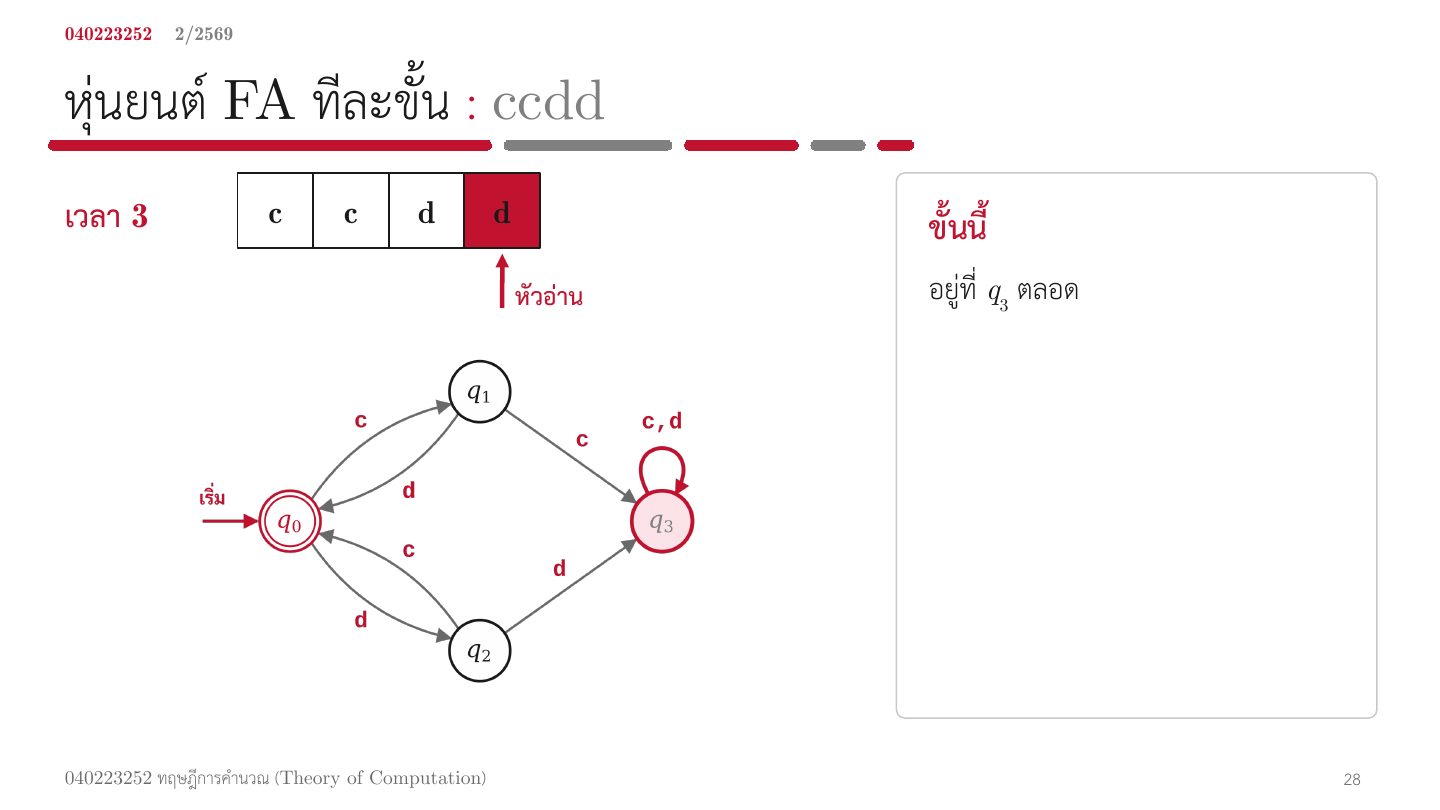 040223252 2/2569
หุ่นยนต์ FA ทีละขั้น : ccdd
เวลา 3
c c d d
หัวอ่าน
ขั้นนี้
อยู่ที่ q3 ตลอด
q1
c
c
c,d
d
เริ่ม
q0
q3
c
d
d
q2
040223252 ทฤษฎีการคำนวณ (Theory of Computation)
28